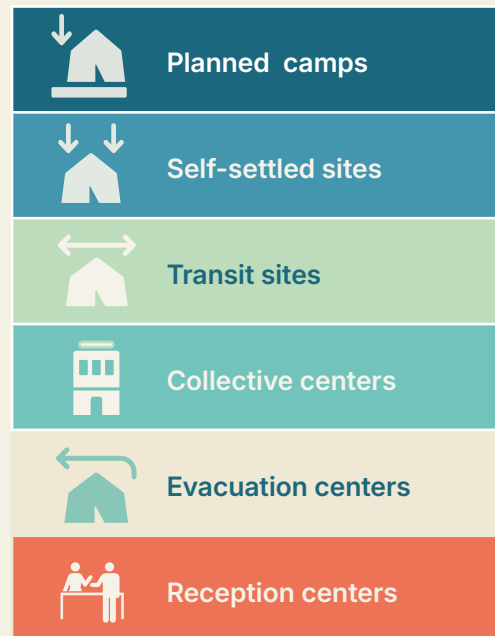 Planned  camps
Self-settled sites
Transit sites
Collective centers
Evacuation centers
Reception centers